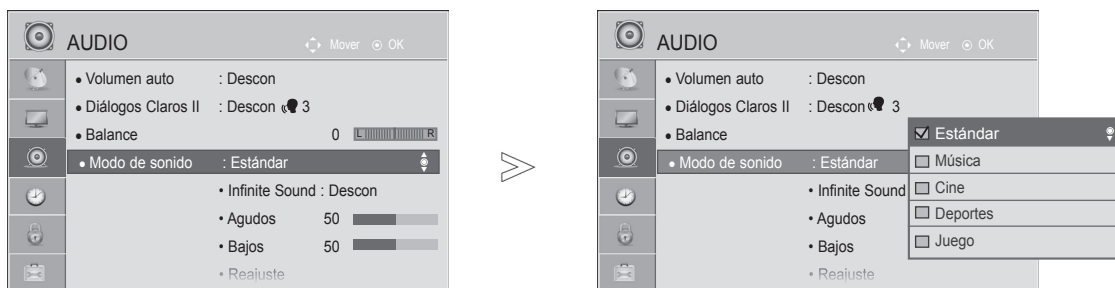 AUDIO
Mover OK
• Volumen auto : Descon
• Diálogos Claros II : Descon 3
• Balance 0 L R
• Modo de sonido : Estándar
• Infinite Sound : Descon
• Agudos 50
• Bajos 50
• Reajuste
AUDIO
Mover OK
• Volumen auto : Descon
• Diálogos Claros II : Descon 3
• Balance
• Modo de sonido : Estándar
• Infinite Sound
• Agudos
• Bajos
• Reajuste
Estándar
Música
Cine
Deportes
Juego